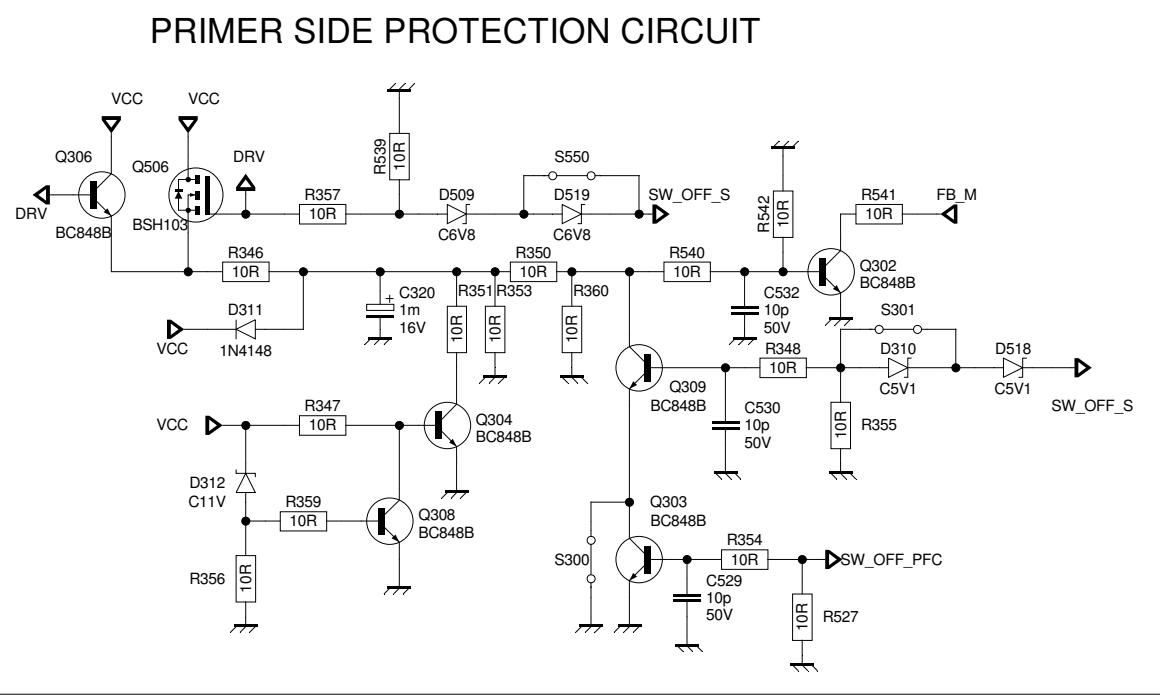 PRIMER SIDE PROTECTION CIRCUIT
VCC
VCC
Q306
Q506
DRV
DRV
BC848B
BSH103
R539
10R
R357
10R
D509
C6V8
S550
D519
C6V8
SW_OFF_S
R542
10R
R541
10R
FB_M
Q302
BC848B
R346
10R
R350
10R
R540
10R
D311
1N4148
VCC
+
C320
1m
16V
R351
10R
R353
10R
R360
10R
C532
10p
50V
S301
R348
10R
D310
C5V1
D518
C5V1
SW_OFF_S
Q309
BC848B
C530
10p
50V
10R
R355
VCC
R347
10R
Q304
BC848B
D312
C11V
R359
10R
Q308
BC848B
R356
10R
Q303
BC848B
S300
R354
10R
SW_OFF_PFC
C529
10p
50V
10R
R527